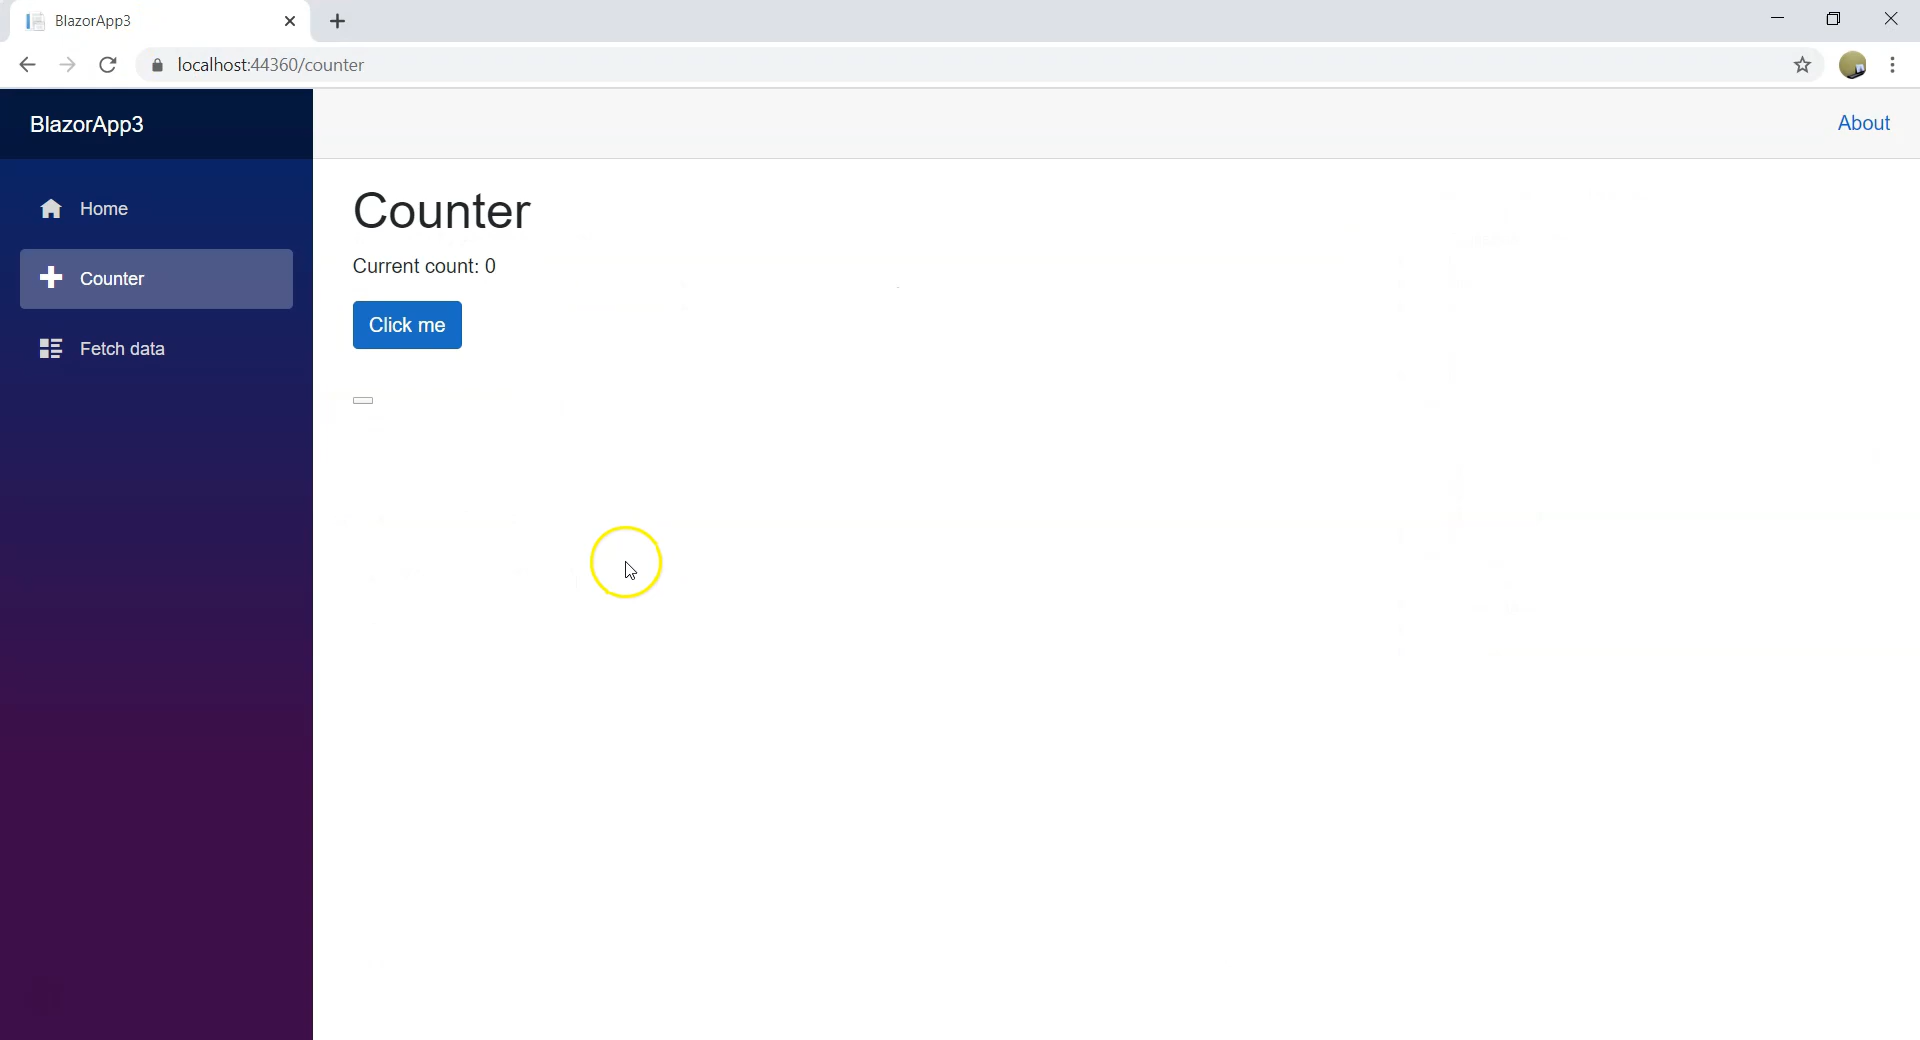 BlazorApp3
localhost:44360/counter
BlazorApp3
About
Home
Counter
Fetch data
Counter
Current count: 0
Click me